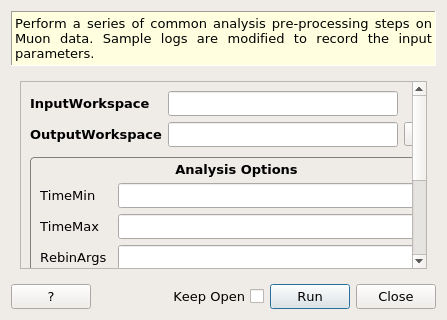 Perform a series of common analysis pre-processing steps on
Muon data. Sample logs are modified to record the input
parameters.
InputWorkspace
OutputWorkspace
Analysis Options
TimeMin
TimeMax
RebinArgs
?
Keep Open
Run
Close